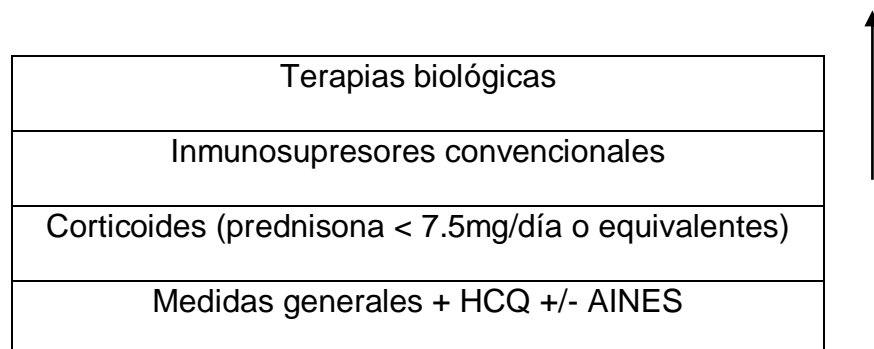 Terapias biológicas
Inmunosupresores convencionales
Corticoides (prednisona < 7.5mg/día o equivalentes)
Medidas generales + HCQ +/- AINES